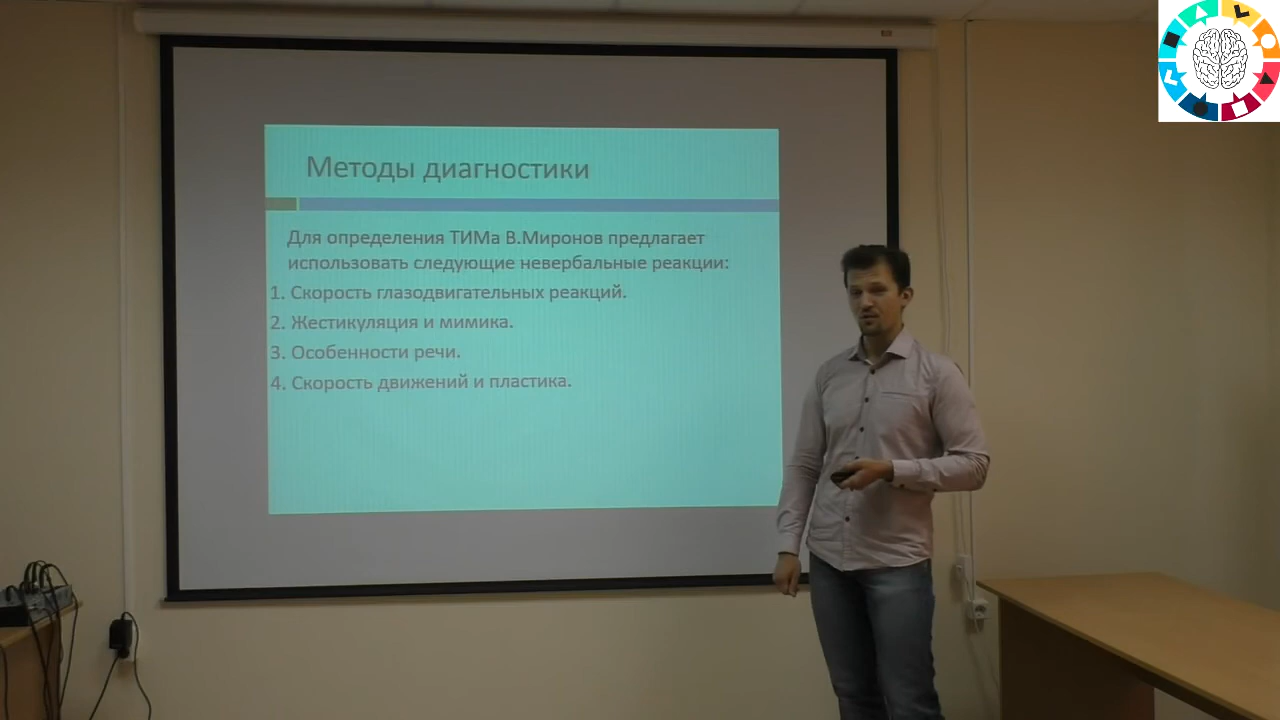 Методы диагностики
Для определения ТИМа В.Миронов предлагает
использовать следующие невербальные реакции:
1. Скорость глазодвигательных реакций.
2. Жестикуляция и мимика.
3. Особенности речи.
4. Скорость движений и пластика.